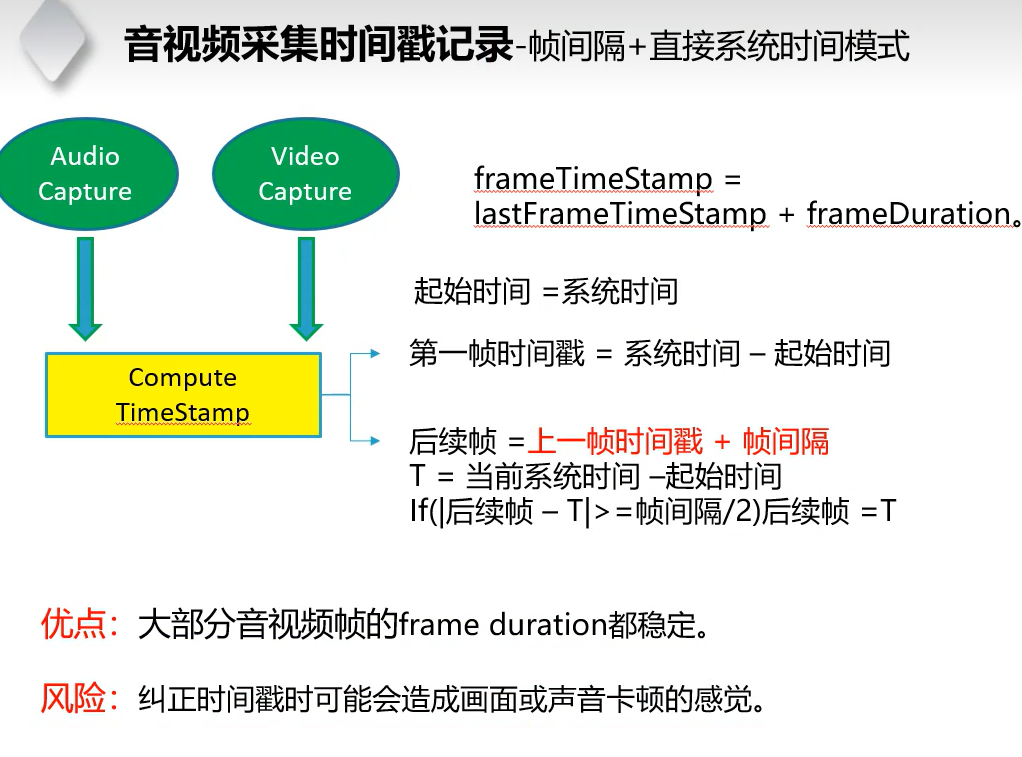 音视频采集时间戳记录-帧间隔+直接系统时间模式
Audio
Capture
Video
Capture
frameTimeStamp =
lastFrameTimeStamp + frameDuration。
起始时间 =系统时间
第一帧时间戳 = 系统时间 – 起始时间
Compute
TimeStamp
后续帧 =上一帧时间戳 + 帧间隔
T = 当前系统时间 –起始时间
If(|后续帧 – T|>=帧间隔/2)后续帧 =T
优点：大部分音视频帧的frame duration都稳定。
风险：纠正时间戳时可能会造成画面或声音卡顿的感觉。